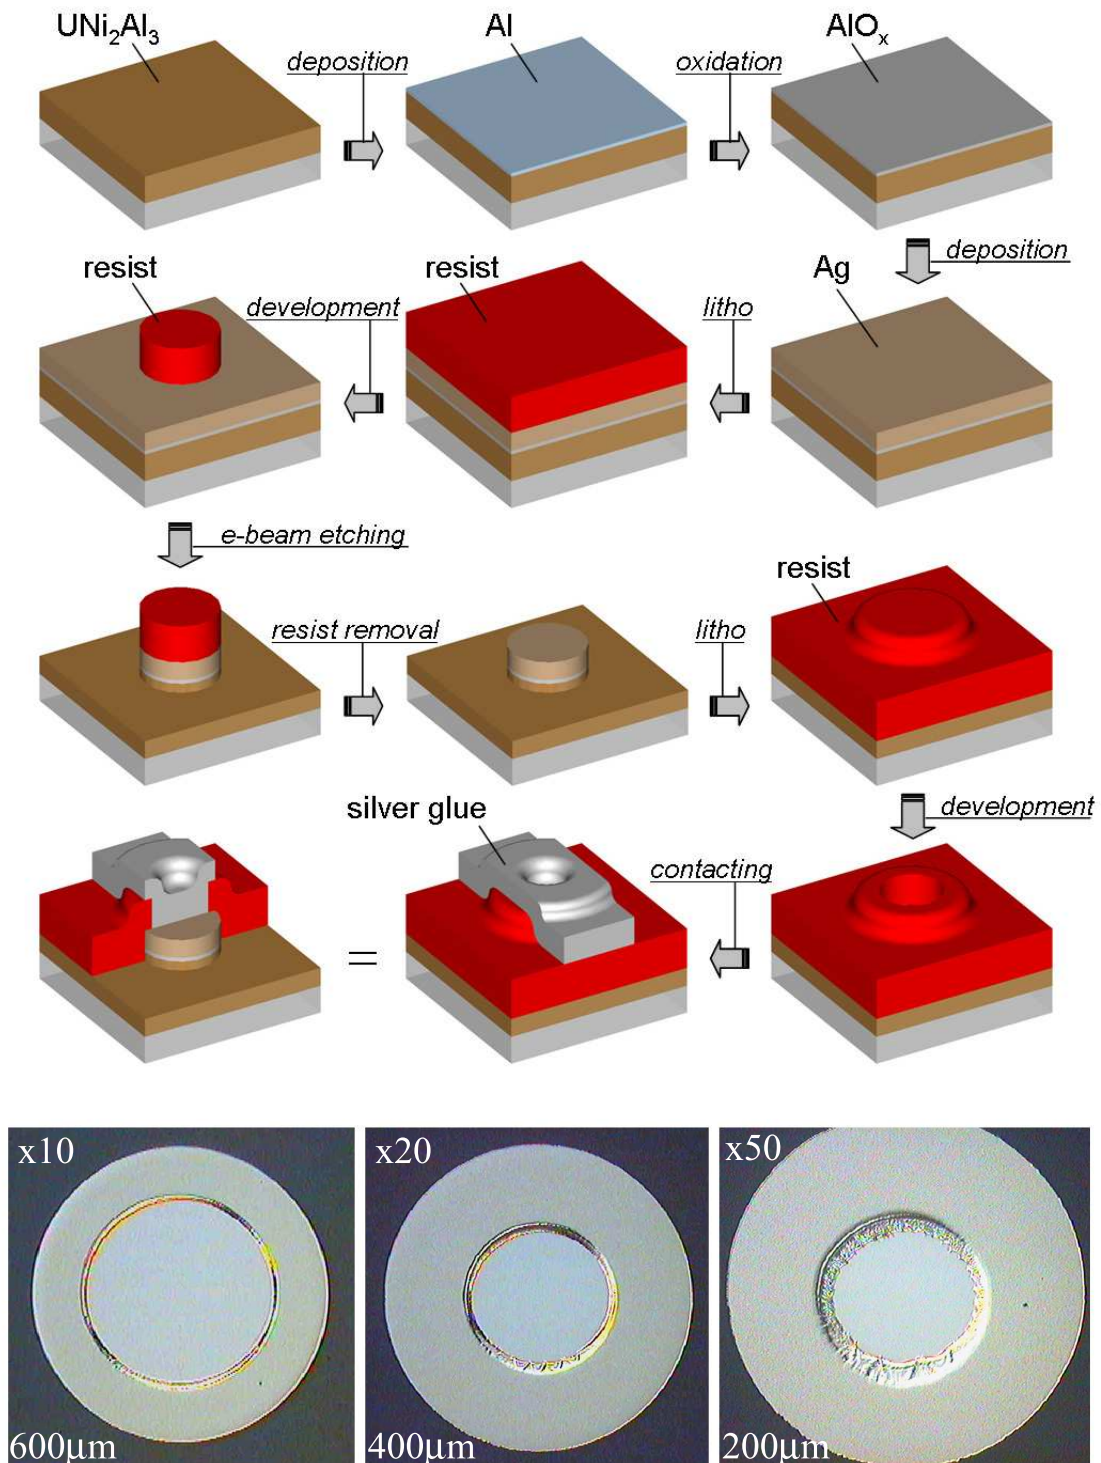 UNi₂Al₃
deposition
Al
oxidation
AlOₓ
deposition
resist
development
resist
litho
Ag
e-beam etching
resist removal
litho
resist
silver glue
contacting
development
=
x10
x20
x50
600µm
400µm
200µm